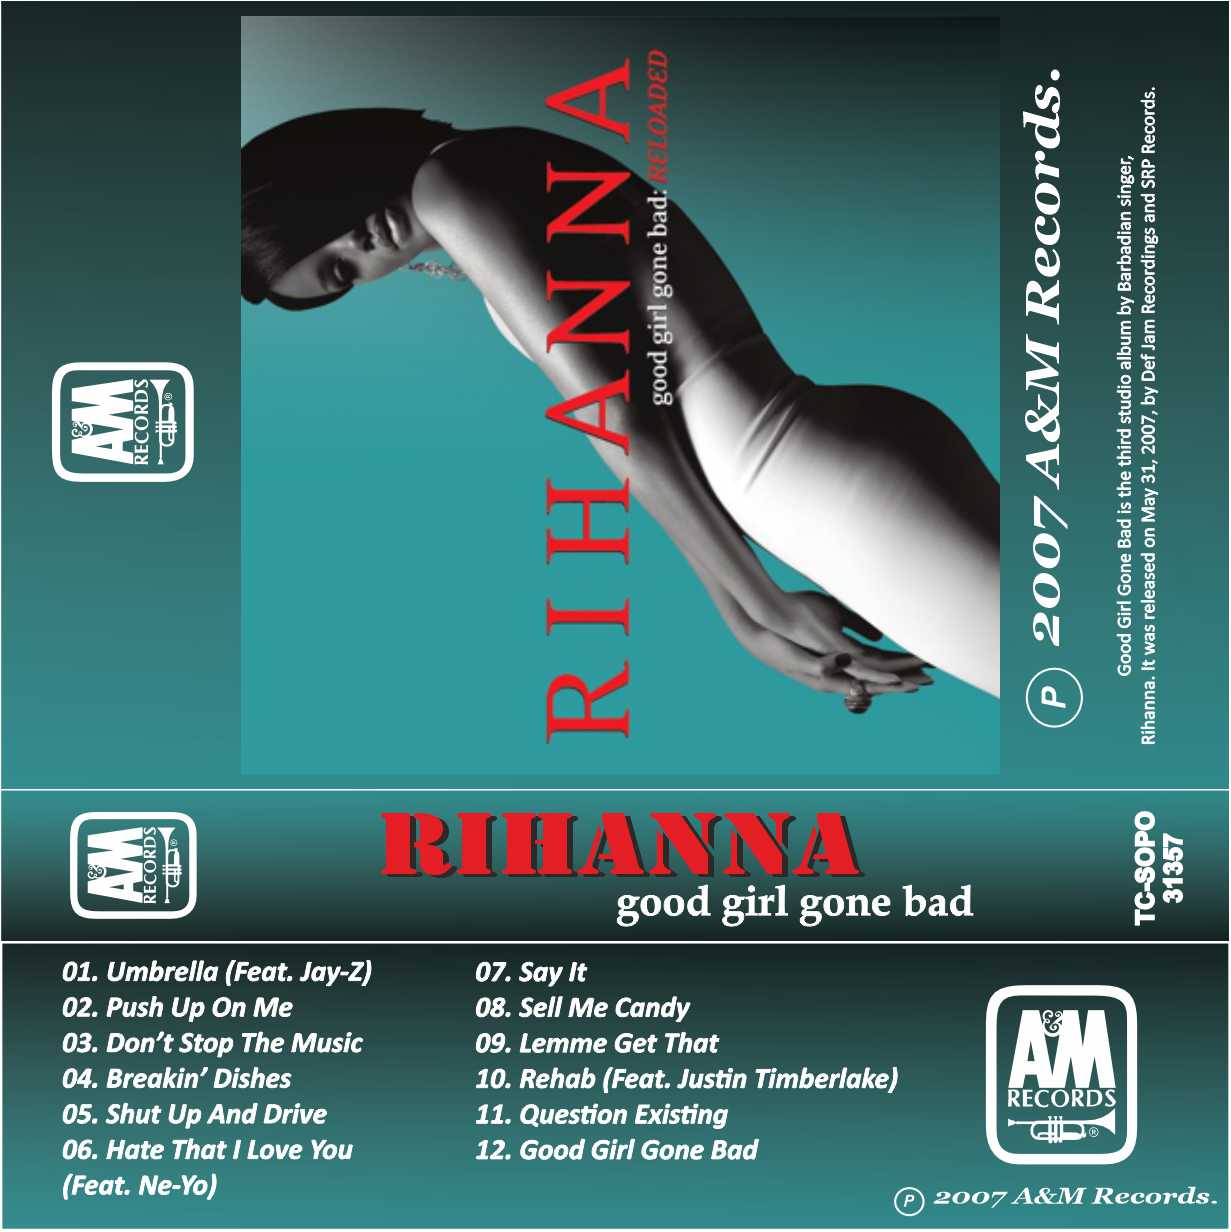 A&M
RECORDS
®
RIHANNA
good girl gone bad: RELOADED
P 2007 A&M Records.
Good Girl Gone Bad is the third studio album by Barbadian singer,
Rihanna. It was released on May 31, 2007, by Def Jam Recordings and SRP Records.
A&M
RECORDS
®
RIHANNA
good girl gone bad
TC-SOPO
31357
01. Umbrella (Feat. Jay-Z)
02. Push Up On Me
03. Don’t Stop The Music
04. Breakin’ Dishes
05. Shut Up And Drive
06. Hate That I Love You
(Feat. Ne-Yo)
07. Say It
08. Sell Me Candy
09. Lemme Get That
10. Rehab (Feat. Justin Timberlake)
11. Question Existing
12. Good Girl Gone Bad
A&M
RECORDS
®
P 2007 A&M Records.